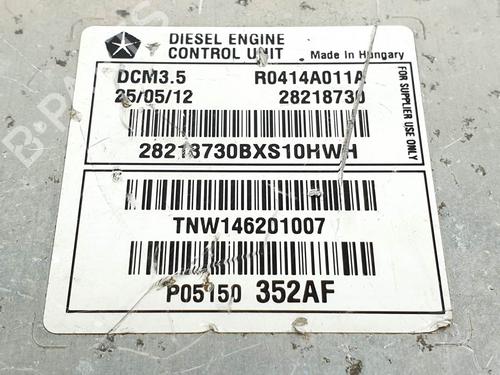 DIESEL ENGINE
CONTROL UNIT
Made in Hungary
DCM3.5 R0414A011A
25/05/12 28218730
FOR SUPPLIER USE ONLY
28218730BXS10HWH
TNW146201007
P05150 352AF
B-PARTS